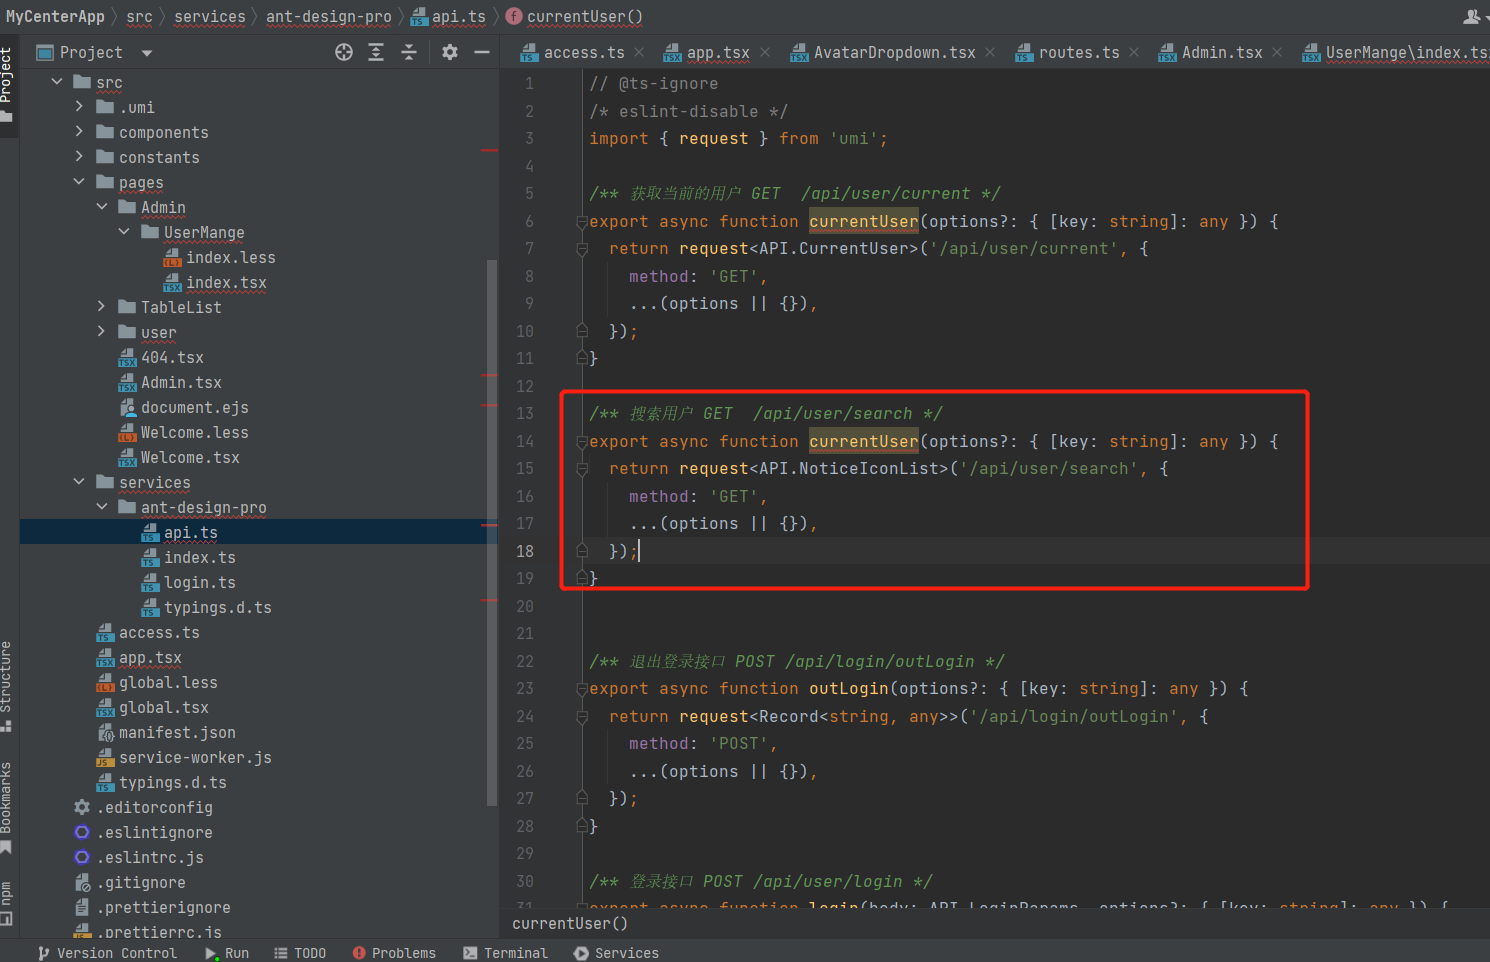 MyCenterApp src services ant-design-pro api.ts currentUser()
Project
access.ts app.tsx AvatarDropdown.tsx routes.ts Admin.tsx UserMange\index.ts
Project
src
.umi
components
constants
pages
Admin
UserMange
index.less
index.tsx
TableList
user
404.tsx
Admin.tsx
document.ejs
Welcome.less
Welcome.tsx
services
ant-design-pro
api.ts
index.ts
login.ts
typings.d.ts
access.ts
app.tsx
global.less
global.tsx
manifest.json
service-worker.js
typings.d.ts
.editorconfig
.eslintignore
.eslintrc.js
.gitignore
.prettierignore
.prettierrc.js
Structure
Bookmarks
npm
1 // @ts-ignore
2 /* eslint-disable */
3 import { request } from 'umi';
4
5 /** 获取当前的用户 GET /api/user/current */
6 export async function currentUser(options?: { [key: string]: any }) {
7 return request<API.CurrentUser>('/api/user/current', {
8 method: 'GET',
9 ...(options || {}),
10 });
11 }
12
13 /** 搜索用户 GET /api/user/search */
14 export async function currentUser(options?: { [key: string]: any }) {
15 return request<API.NoticeIconList>('/api/user/search', {
16 method: 'GET',
17 ...(options || {}),
18 });
19 }
20
21
22 /** 退出登录接口 POST /api/login/outLogin */
23 export async function outLogin(options?: { [key: string]: any }) {
24 return request<Record<string, any>>('/api/login/outLogin', {
25 method: 'POST',
26 ...(options || {}),
27 });
28 }
29
30 /** 登录接口 POST /api/user/login */
31 export async function login(body: API.LoginParams, options?: { [key: string]: any }) {
currentUser()
Version Control Run TODO Problems Terminal Services